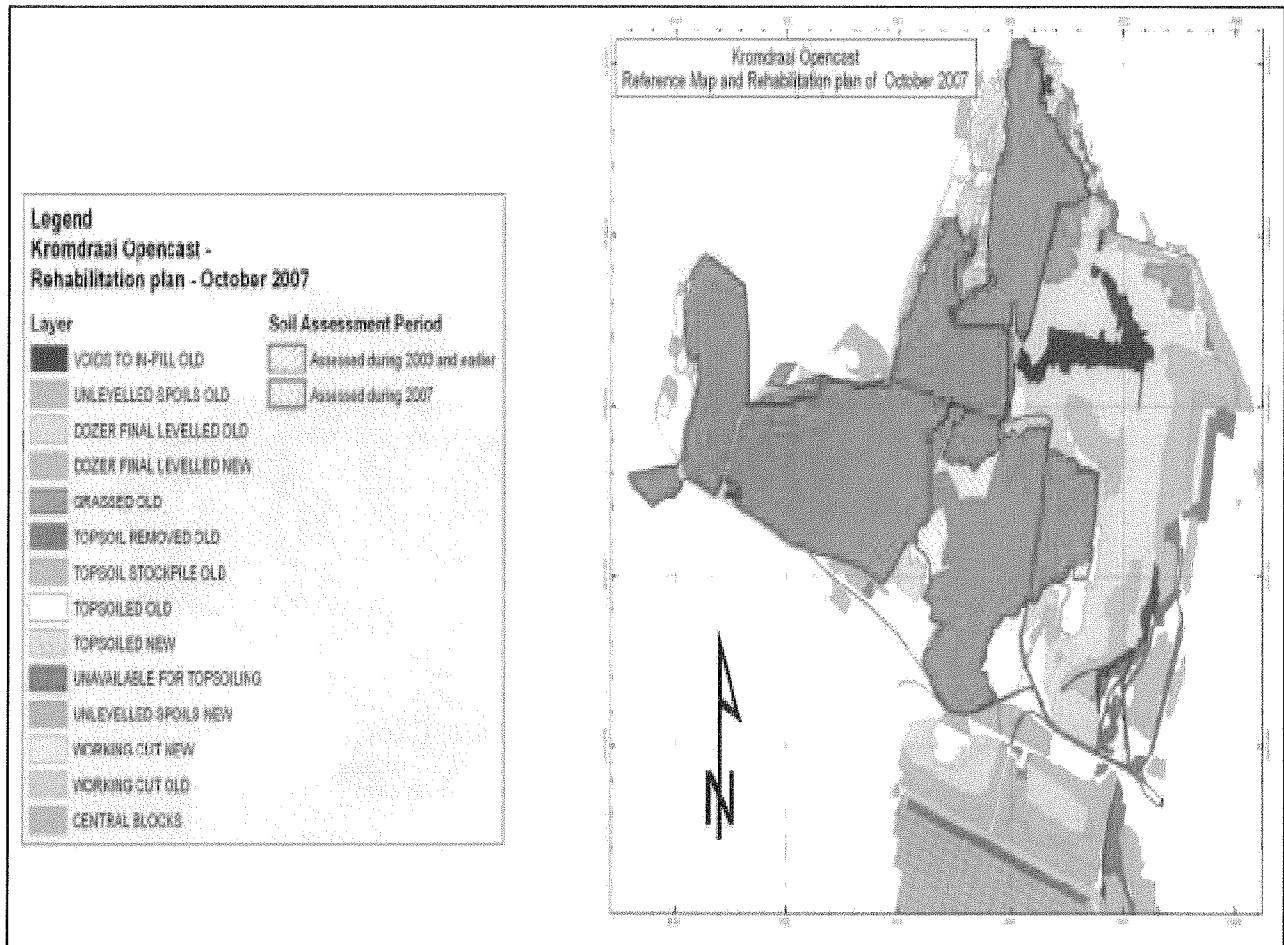 Kromdraai Opencast
Reference Map and Rehabilitation plan of October 2007
Legend
Kromdraai Opencast -
Rehabilitation plan - October 2007
Layer
VOIDS TO IN-FILL OLD
UNLEVELLED SPOILS OLD
DOZER FINAL LEVELLED OLD
DOZER FINAL LEVELLED NEW
GRASSED OLD
TOPSOIL REMOVED OLD
TOPSOIL STOCKPILE OLD
TOPSOILED OLD
TOPSOILED NEW
UNAVAILABLE FOR TOPSOILING
UNLEVELLED SPOILS NEW
WORKING CUT NEW
WORKING CUT OLD
CENTRAL BLOCKS
Soil Assessment Period
Assessed during 2003 and earlier
Assessed during 2007
N